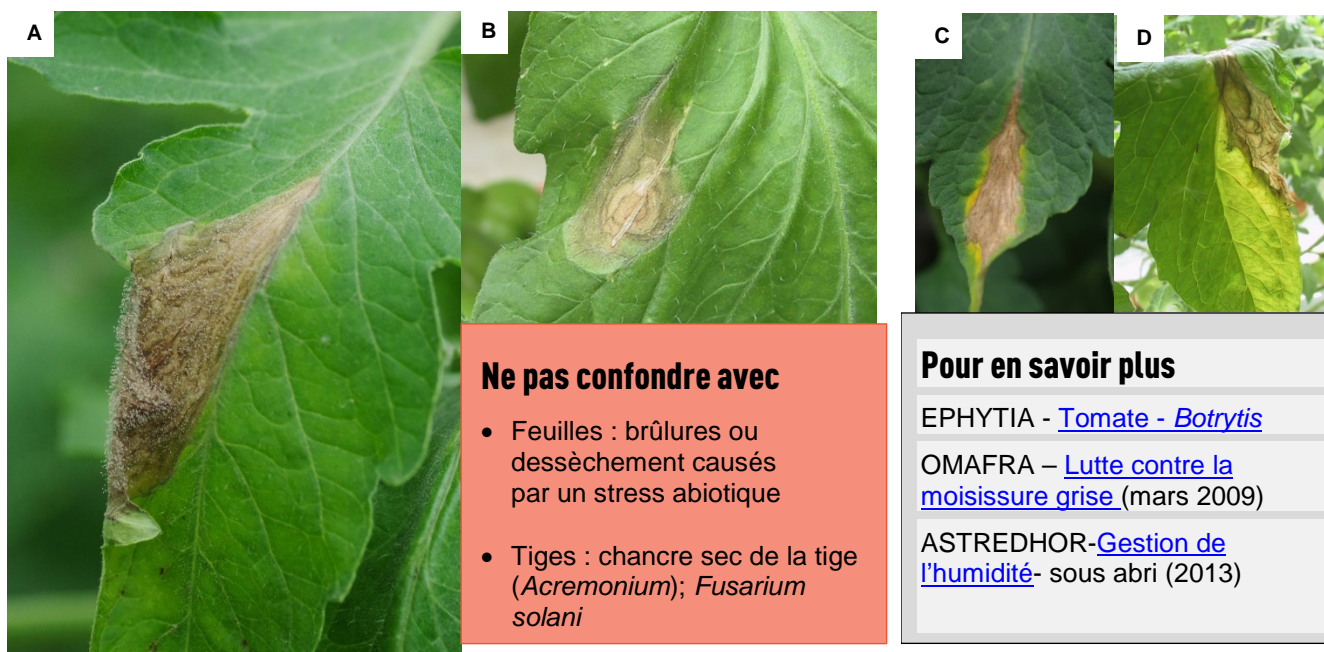 A
B
C
D
Ne pas confondre avec
• Feuilles : brûlures ou
dessèchement causés
par un stress abiotique
• Tiges : chancre sec de la tige
(Acremonium); Fusarium
solani
Pour en savoir plus
EPHYTIA - Tomate - Botrytis
OMAFRA – Lutte contre la
moisissure grise (mars 2009)
ASTREDHOR-Gestion de
l’humidité- sous abri (2013)